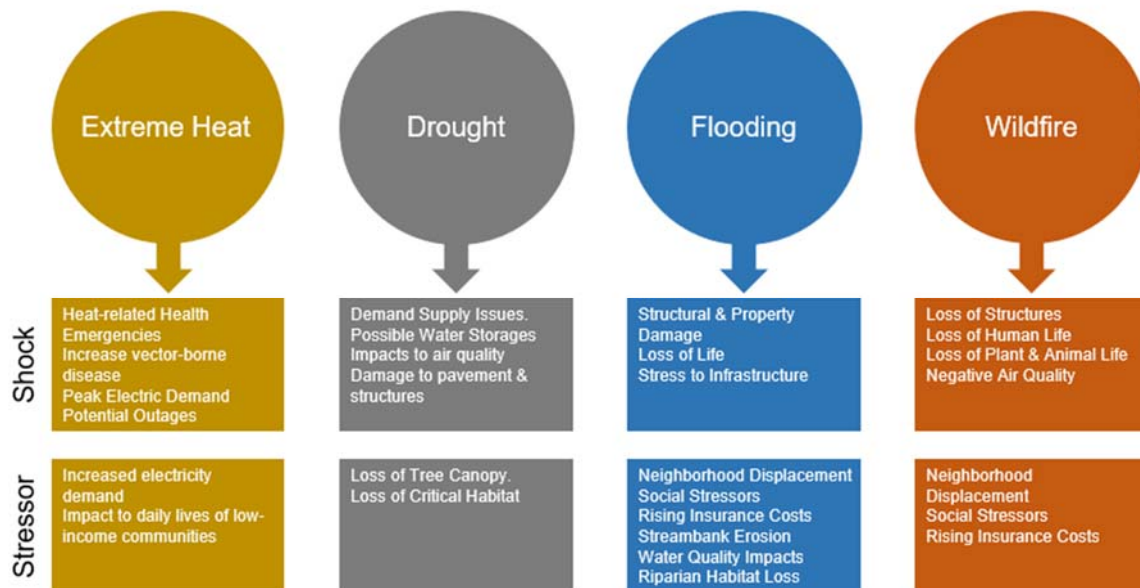 Extreme Heat
Drought
Flooding
Wildfire
Shock
Heat-related Health
Emergencies
Increase vector-borne
disease
Peak Electric Demand
Potential Outages
Demand Supply Issues.
Possible Water Storages
Impacts to air quality
Damage to pavement &
structures
Structural & Property
Damage
Loss of Life
Stress to Infrastructure
Loss of Structures
Loss of Human Life
Loss of Plant & Animal Life
Negative Air Quality
Stressor
Increased electricity
demand
Impact to daily lives of low-
income communities
Loss of Tree Canopy.
Loss of Critical Habitat
Neighborhood Displacement
Social Stressors
Rising Insurance Costs
Streambank Erosion
Water Quality Impacts
Riparian Habitat Loss
Neighborhood
Displacement
Social Stressors
Rising Insurance Costs